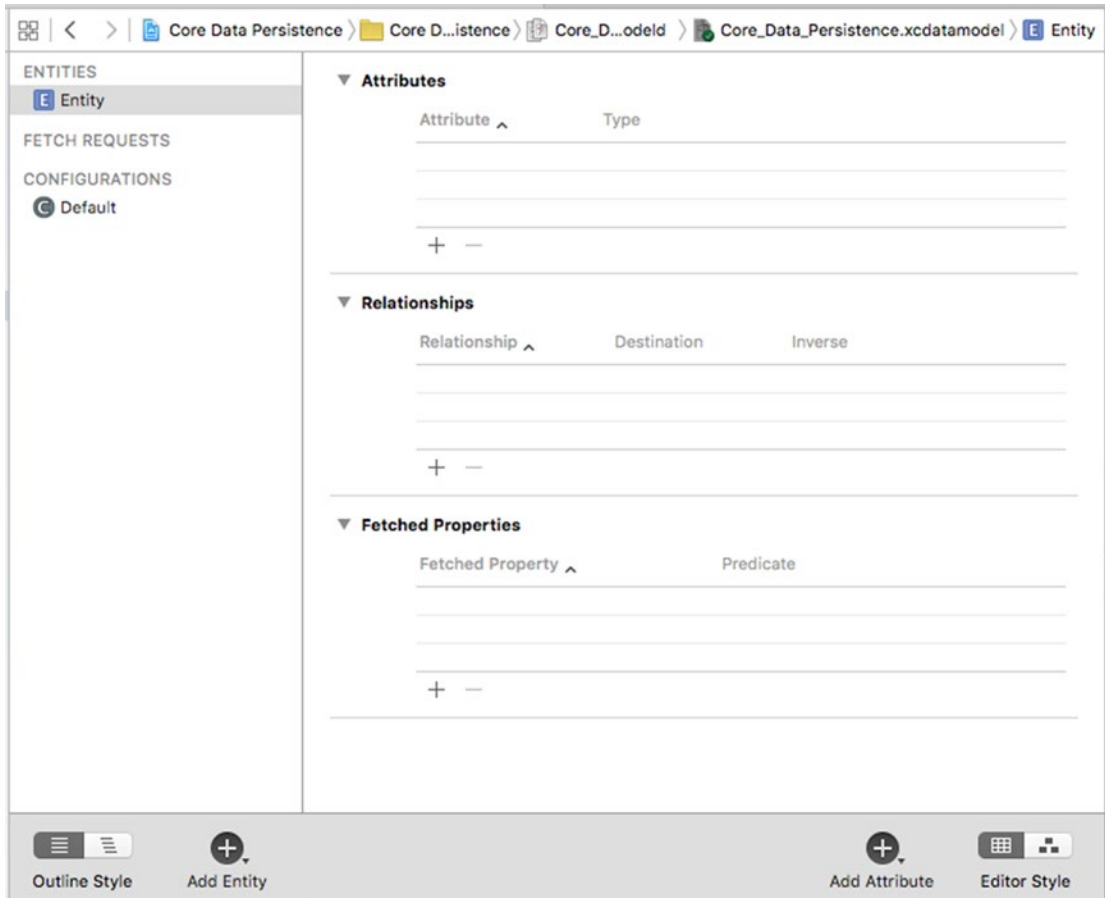 Core Data Persistence Core D...istence Core_D...odeld Core_Data_Persistence.xcdatamodel E Entity
ENTITIES
E Entity
FETCH REQUESTS
CONFIGURATIONS
C Default
Attributes
Attribute Type
Relationships
Relationship Destination Inverse
Fetched Properties
Fetched Property Predicate
Outline Style Add Entity Add Attribute Editor Style